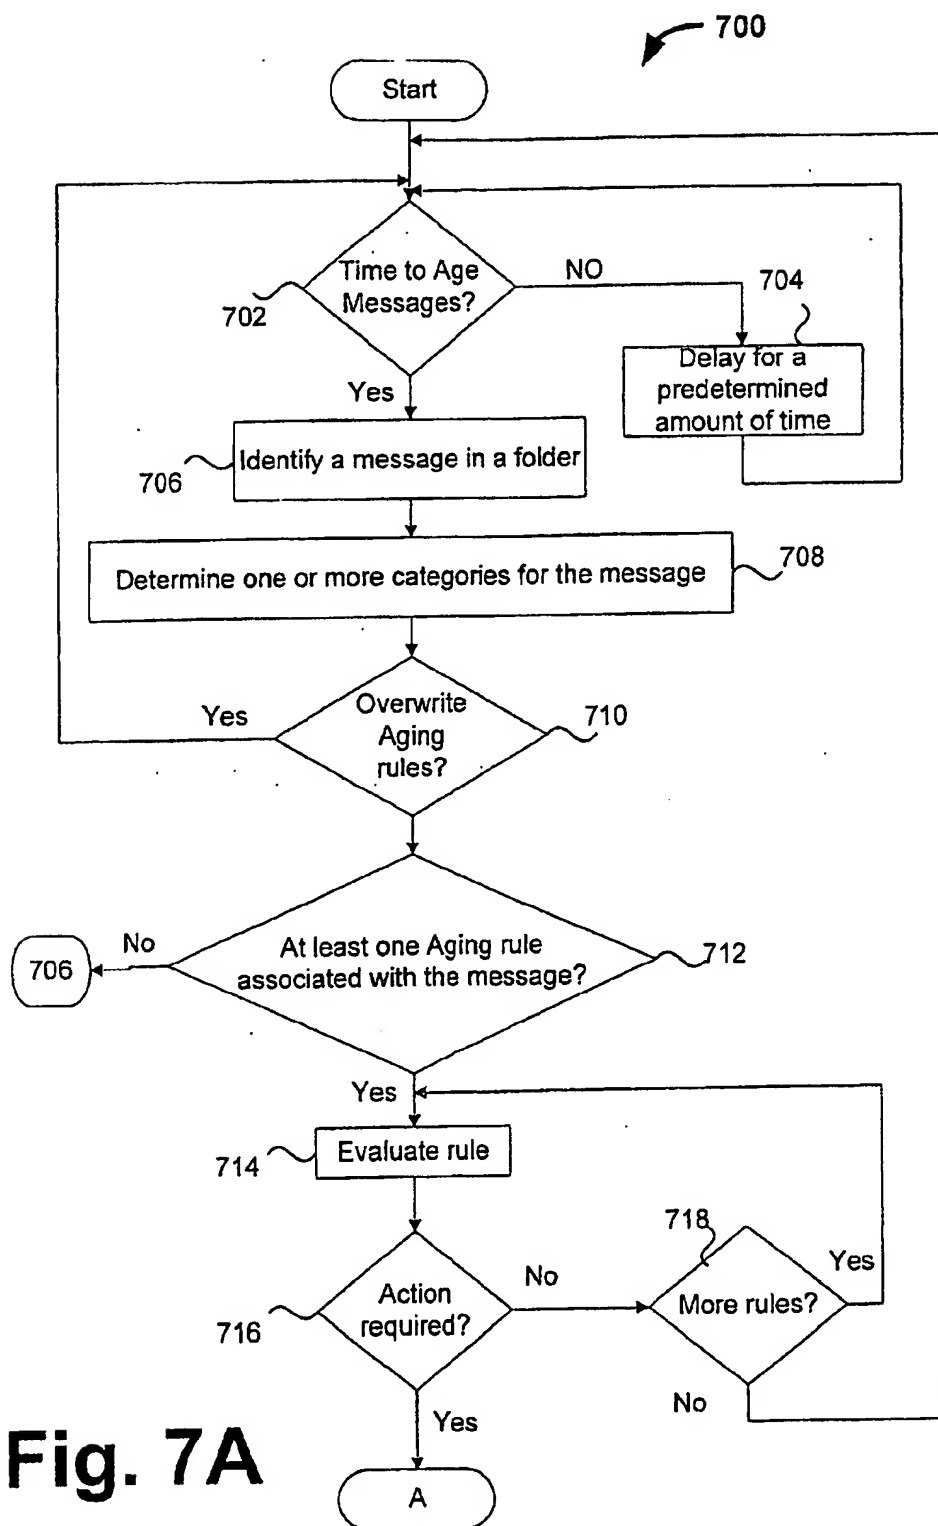 700
Start
Time to Age
Messages?
702
NO
704
Delay for a
predetermined
amount of time
Yes
Identify a message in a folder
706
Determine one or more categories for the message
708
Yes
Overwrite
Aging
rules?
710
No
706
At least one Aging rule
associated with the message?
712
Yes
Evaluate rule
714
Action
required?
716
No
718
More rules?
Yes
No
Yes
A
Fig. 7A